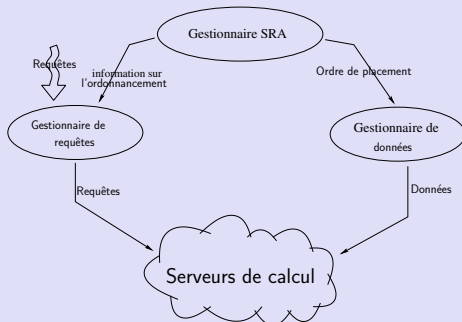 Gestionnaire SRA
Requêtes
information sur
l'ordonnancement
Ordre de placement
Gestionnaire de
requêtes
Gestionnaire de
données
Requêtes
Données
Serveurs de calcul